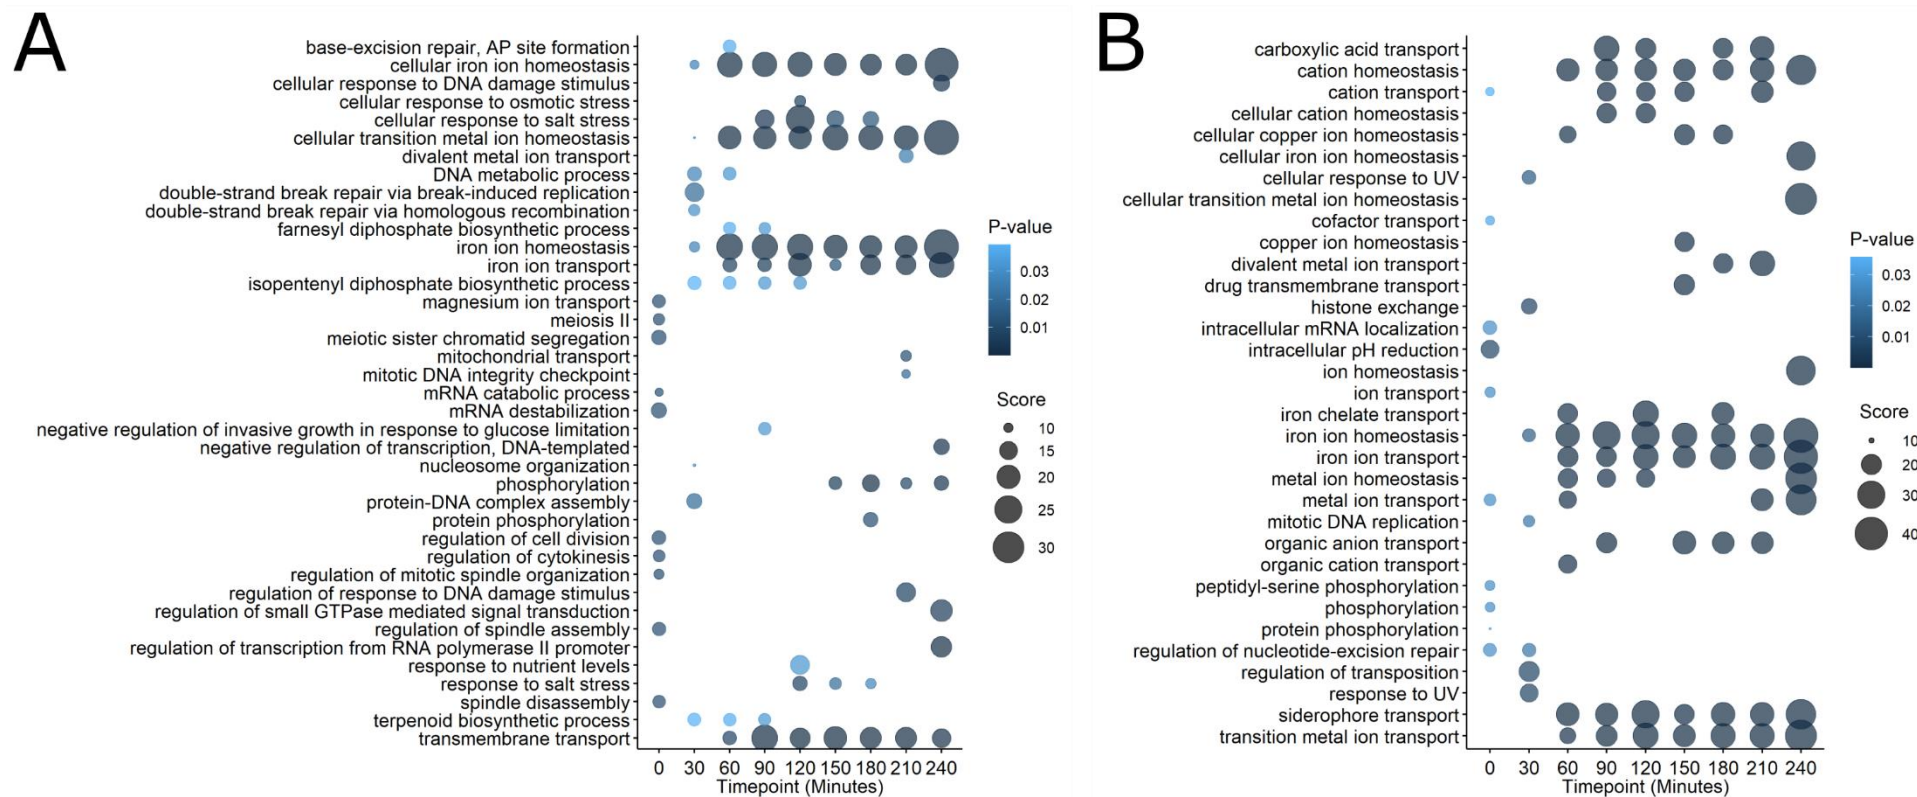 A
base-excision repair, AP site formation
cellular iron ion homeostasis
cellular response to DNA damage stimulus
cellular response to osmotic stress
cellular response to salt stress
cellular transition metal ion homeostasis
divalent metal ion transport
DNA metabolic process
double-strand break repair via break-induced replication
double-strand break repair via homologous recombination
farnesyl diphosphate biosynthetic process
iron ion homeostasis
iron ion transport
isopentenyl diphosphate biosynthetic process
magnesium ion transport
meiosis II
meiotic sister chromatid segregation
mitochondrial transport
mitotic DNA integrity checkpoint
mRNA catabolic process
mRNA destabilization
negative regulation of invasive growth in response to glucose limitation
negative regulation of transcription, DNA-templated
nucleosome organization
phosphorylation
protein-DNA complex assembly
protein phosphorylation
regulation of cell division
regulation of cytokinesis
regulation of mitotic spindle organization
regulation of response to DNA damage stimulus
regulation of small GTPase mediated signal transduction
regulation of spindle assembly
regulation of transcription from RNA polymerase II promoter
response to nutrient levels
response to salt stress
spindle disassembly
terpenoid biosynthetic process
transmembrane transport
0 30 60 90 120 150 180 210 240
Timepoint (Minutes)
P-value
0.03
0.02
0.01
Score
10
15
20
25
30
B
carboxylic acid transport
cation homeostasis
cation transport
cellular cation homeostasis
cellular copper ion homeostasis
cellular iron ion homeostasis
cellular response to UV
cellular transition metal ion homeostasis
cofactor transport
copper ion homeostasis
divalent metal ion transport
drug transmembrane transport
histone exchange
intracellular mRNA localization
intracellular pH reduction
ion homeostasis
ion transport
iron chelate transport
iron ion homeostasis
iron ion transport
metal ion homeostasis
metal ion transport
mitotic DNA replication
organic anion transport
organic cation transport
peptidyl-serine phosphorylation
phosphorylation
protein phosphorylation
regulation of nucleotide-excision repair
regulation of transposition
response to UV
siderophore transport
transition metal ion transport
0 30 60 90 120 150 180 210 240
Timepoint (Minutes)
P-value
0.03
0.02
0.01
Score
10
20
30
40